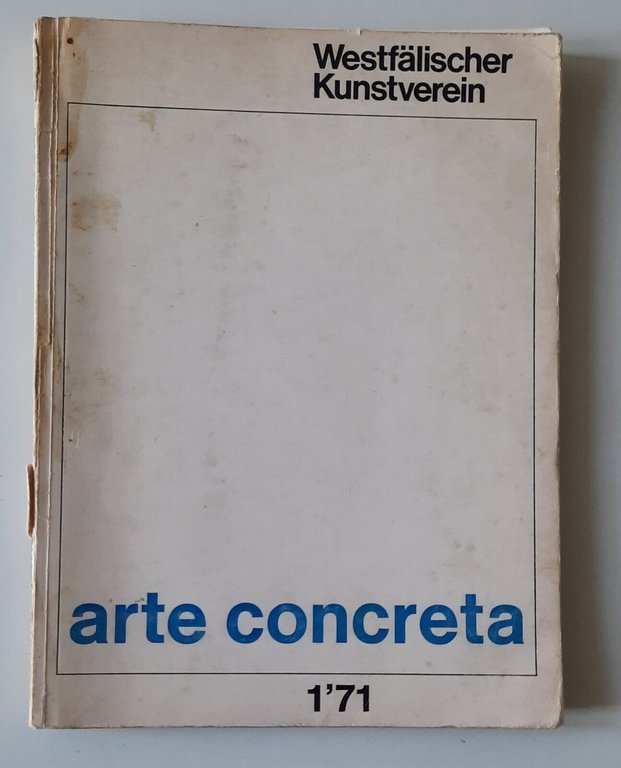 Westfälischer
Kunstverein
arte concreta
1'71